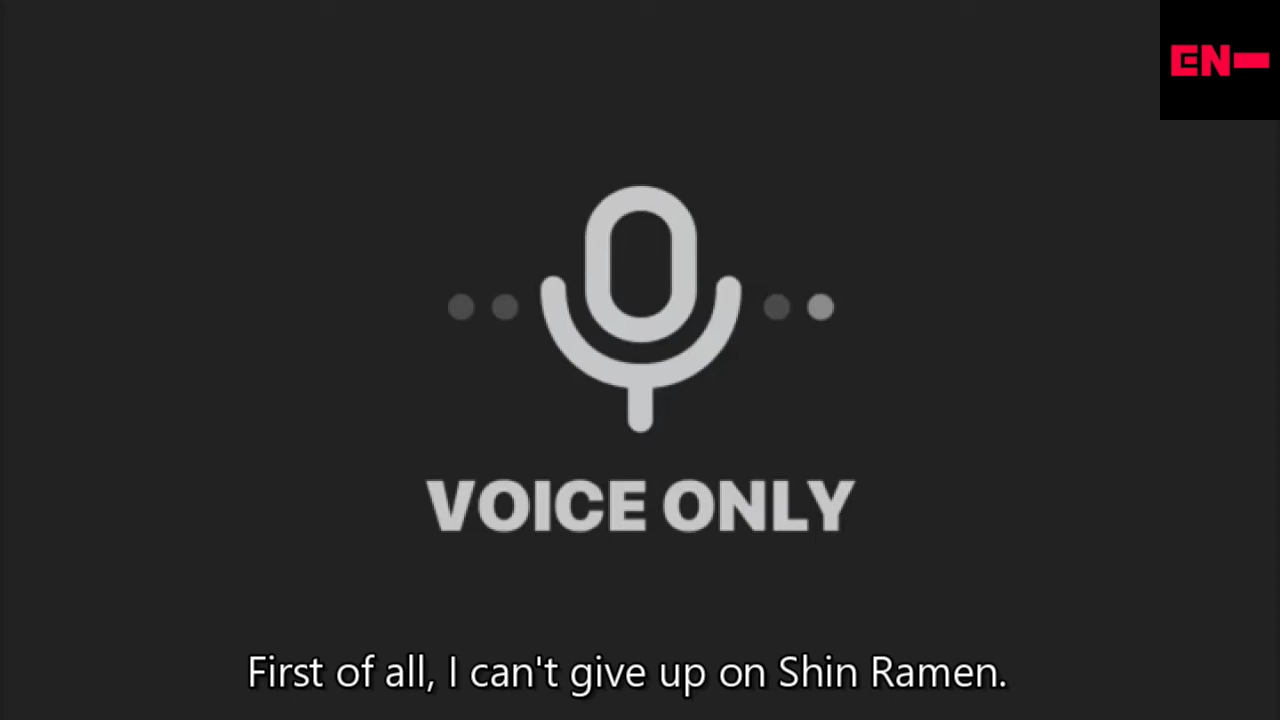 EN-
VOICE ONLY
First of all, I can't give up on Shin Ramen.